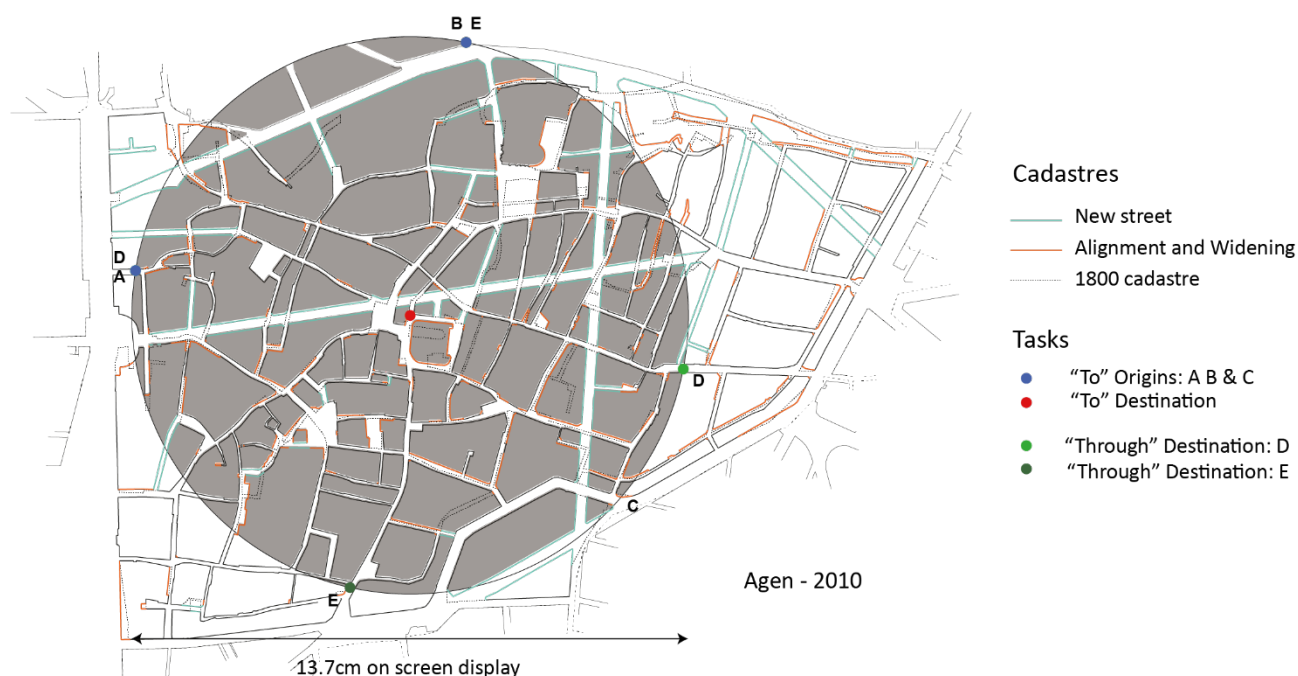 B E
D
A
D
C
E
Agen - 2010
13.7cm on screen display
Cadastres
New street
Alignment and Widening
1800 cadastre
Tasks
“To” Origins: A B & C
“To” Destination
“Through” Destination: D
“Through” Destination: E